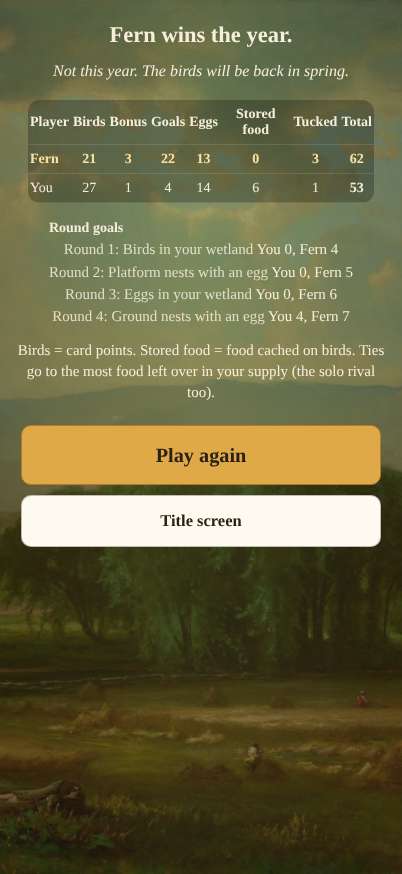 Fern wins the year.
Not this year. The birds will be back in spring.
Player Birds Bonus Goals Eggs Stored food Tucked Total
Fern 21 3 22 13 0 3 62
You 27 1 4 14 6 1 53
Round goals
Round 1: Birds in your wetland You 0, Fern 4
Round 2: Platform nests with an egg You 0, Fern 5
Round 3: Eggs in your wetland You 0, Fern 6
Round 4: Ground nests with an egg You 4, Fern 7
Birds = card points. Stored food = food cached on birds. Ties
go to the most food left over in your supply (the solo rival
too).
Play again
Title screen